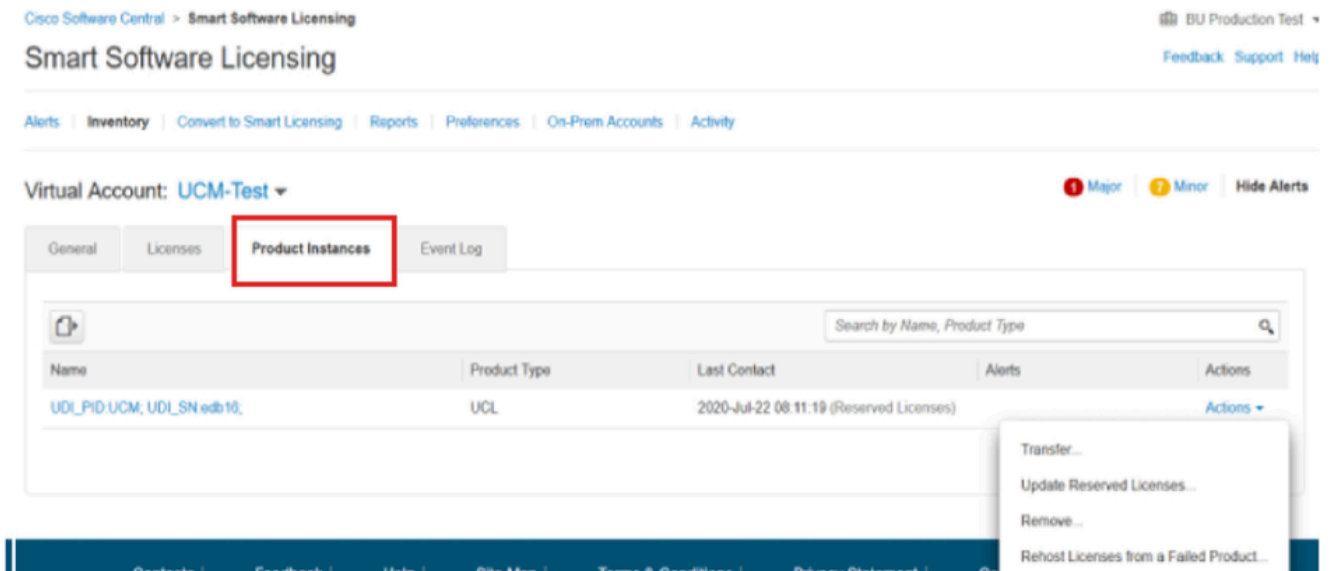 Cisco Software Central > Smart Software Licensing
BU Production Test
Smart Software Licensing
Feedback Support Help
Alerts | Inventory | Convert to Smart Licensing | Reports | Preferences | On-Prem Accounts | Activity
Virtual Account: UCM-Test
1 Major | 7 Minor | Hide Alerts
General Licenses Product Instances Event Log
Search by Name, Product Type
Name Product Type Last Contact Alerts Actions
UDI_PID:UCM; UDI_SN:edb16; UCL 2020-Jul-22 08:11:19 (Reserved Licenses) Actions
Transfer...
Update Reserved Licenses...
Remove...
Rehost Licenses from a Failed Product...
Contacts | Feedback | Help | Site Map | Terms & Conditions | Privacy Statement |